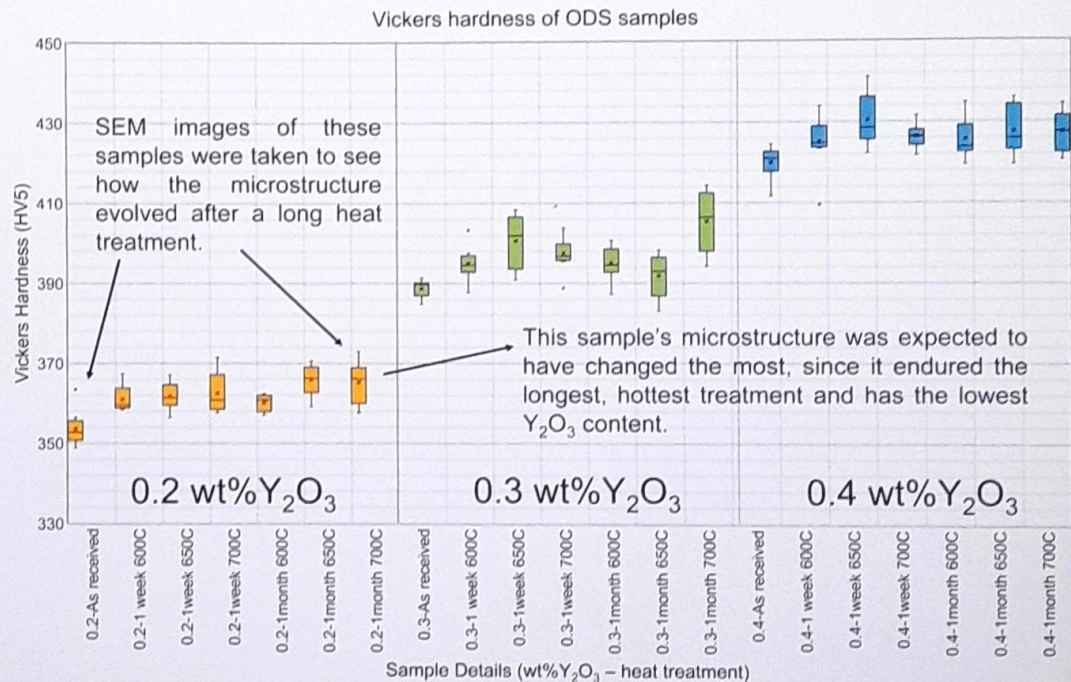 Vickers hardness of ODS samples
Vickers Hardness (HV5)
450
430
410
390
370
350
330
SEM images of these
samples were taken to see
how the microstructure
evolved after a long heat
treatment.
This sample's microstructure was expected to
have changed the most, since it endured the
longest, hottest treatment and has the lowest
Y₂O₃ content.
0.2 wt%Y₂O₃
0.3 wt%Y₂O₃
0.4 wt%Y₂O₃
0.2-As received
0.2-1 week 600C
0.2-1week 650C
0.2-1week 700C
0.2-1month 600C
0.2-1month 650C
0.2-1month 700C
0.3-As received
0.3-1 week 600C
0.3-1week 650C
0.3-1week 700C
0.3-1month 600C
0.3-1month 650C
0.3-1month 700C
0.4-As received
0.4-1 week 600C
0.4-1week 650C
0.4-1week 700C
0.4-1month 600C
0.4-1month 650C
0.4-1month 700C
Sample Details (wt%Y₂O₃ – heat treatment)